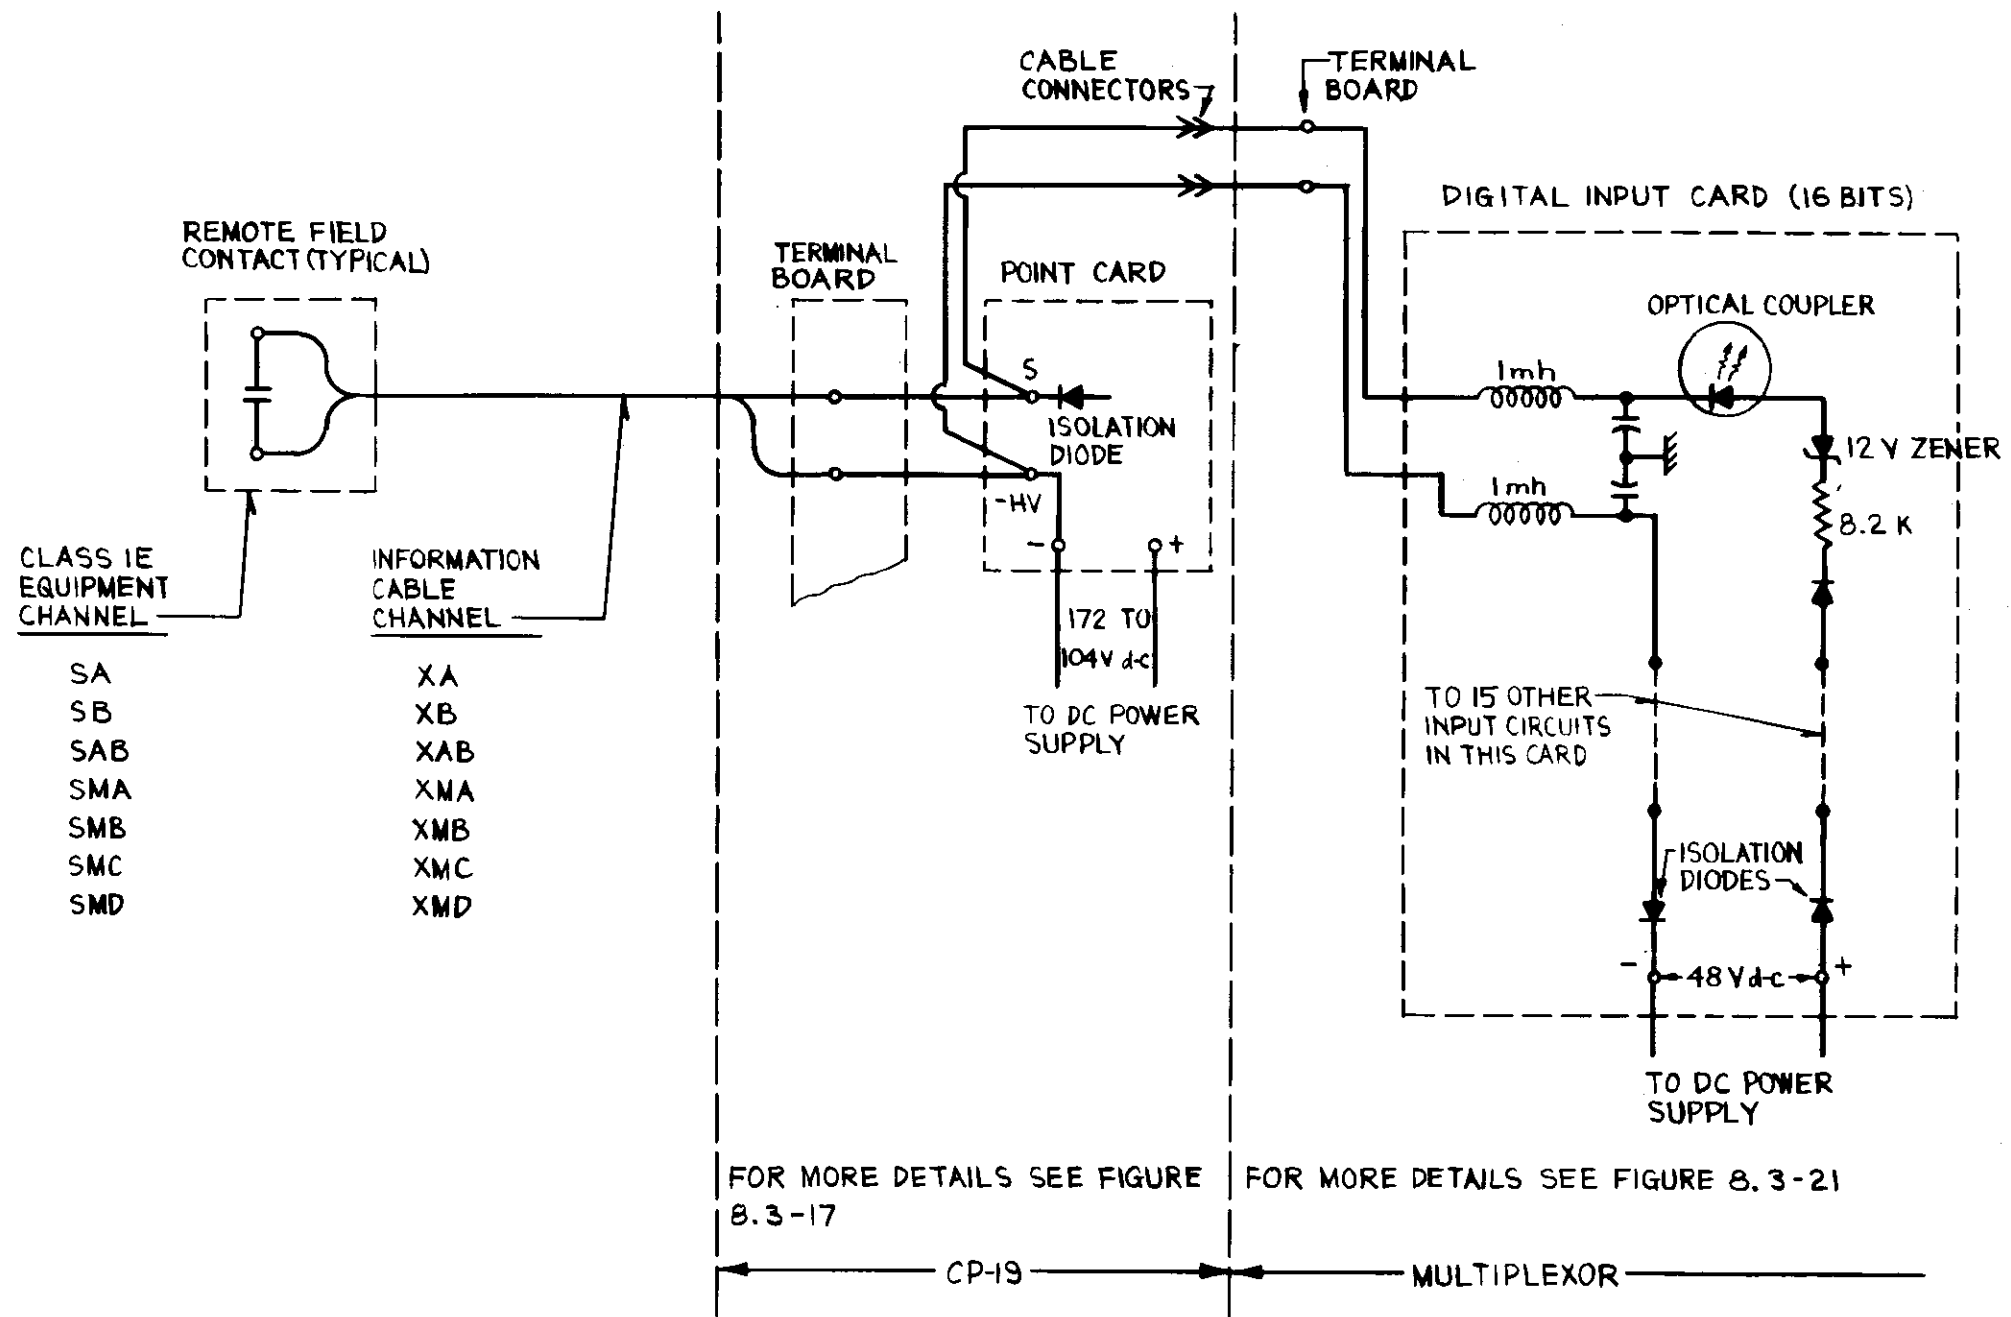 CABLE
CONNECTORS
TERMINAL
BOARD
DIGITAL INPUT CARD (16 BITS)
REMOTE FIELD
CONTACT (TYPICAL)
TERMINAL
BOARD
POINT CARD
OPTICAL COUPLER
S
1mh
ISOLATION
DIODE
12 V ZENER
-HV
1mh
8.2 K
- +
CLASS 1E
EQUIPMENT
CHANNEL
INFORMATION
CABLE
CHANNEL
172 TO
104V d-c
TO DC POWER
SUPPLY
SA XA
SB XB
SAB XAB
SMA XMA
SMB XMB
SMC XMC
SMD XMD
TO 15 OTHER
INPUT CIRCUITS
IN THIS CARD
ISOLATION
DIODES
- 48 V d-c +
TO DC POWER
SUPPLY
FOR MORE DETAILS SEE FIGURE
8.3-17
FOR MORE DETAILS SEE FIGURE 8.3-21
CP-19
MULTIPLEXOR